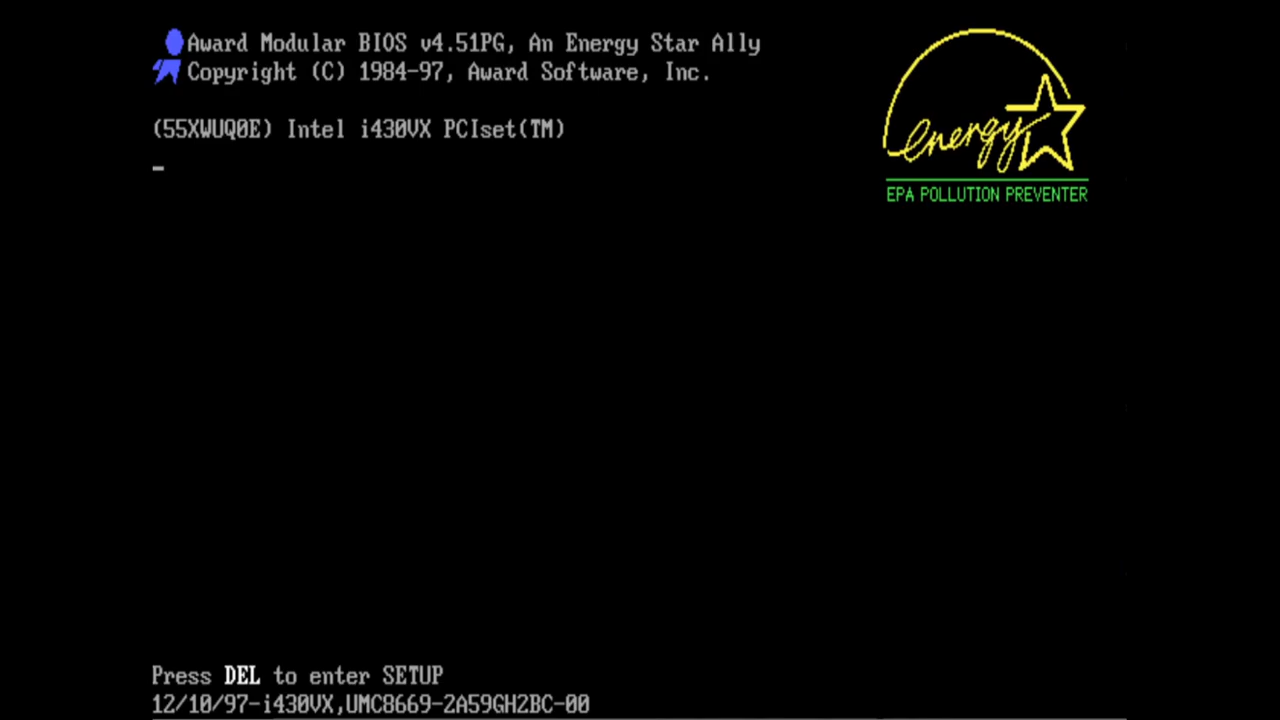 Award Modular BIOS v4.51PG, An Energy Star Ally
Copyright (C) 1984-97, Award Software, Inc.
(55XWUQ0E) Intel i430VX PCIset(TM)
energy
EPA POLLUTION PREVENTER
Press DEL to enter SETUP
12/10/97-i430VX,UMC8669-2A59GH2BC-00